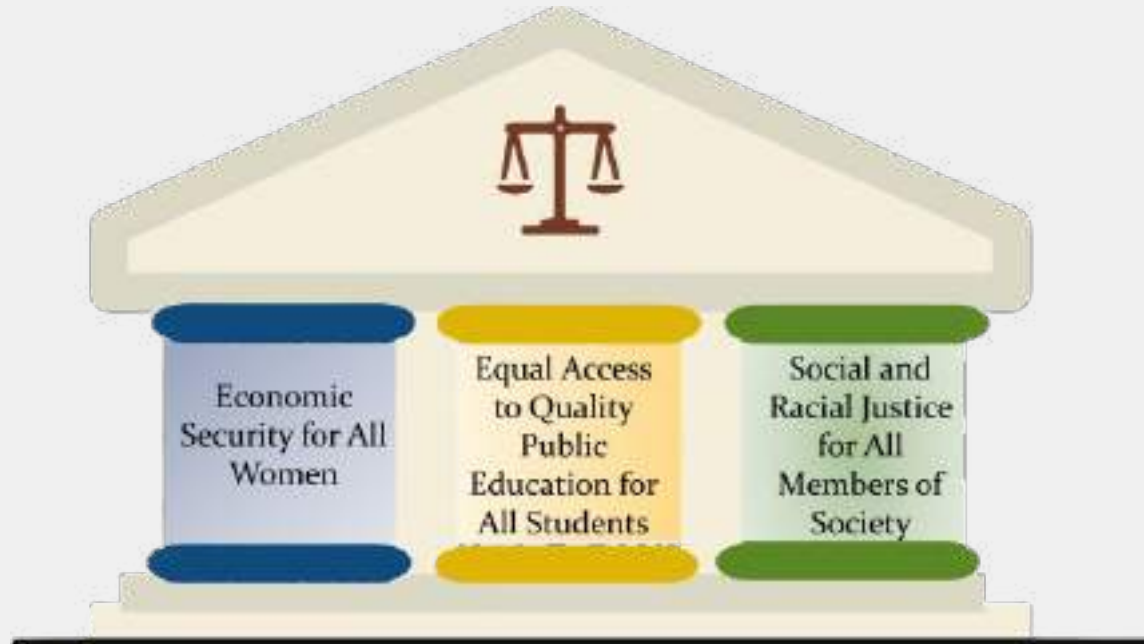 Economic
Security for All
Women
Equal Access
to Quality
Public
Education for
All Students
Social and
Racial Justice
for All
Members of
Society